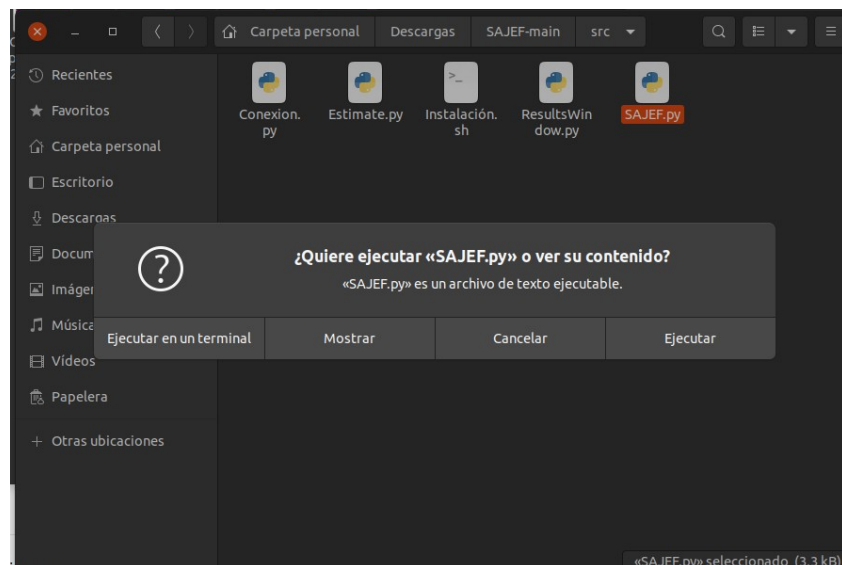 Carpeta personal Descargas SAJEF-main src
Recientes
Favoritos
Carpeta personal
Escritorio
Descargas
Docum
Imáger
Música
Vídeos
Papelera
+ Otras ubicaciones
Conexion.
py
Estimate.py
Instalación.
sh
ResultsWin
dow.py
SAJEF.py
¿Quiere ejecutar «SAJEF.py» o ver su contenido?
«SAJEF.py» es un archivo de texto ejecutable.
Ejecutar en un terminal Mostrar Cancelar Ejecutar
«SAJEF.py» seleccionado (3,3 kB)